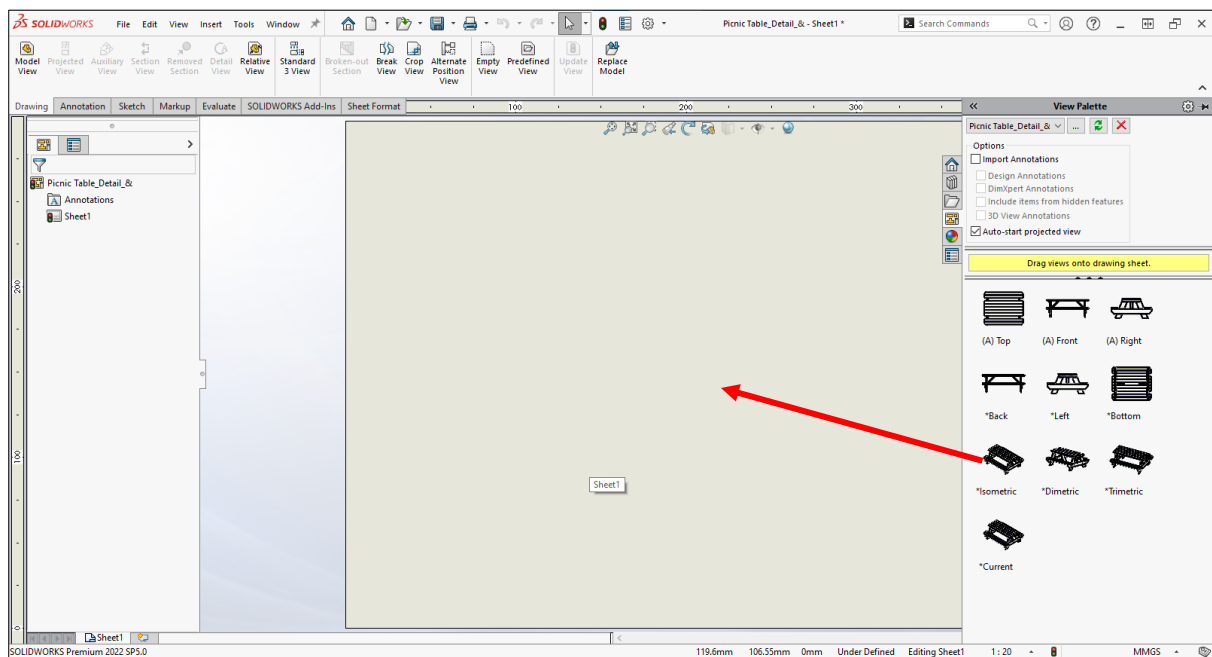 SOLIDWORKS File Edit View Insert Tools Window Picnic Table_Detail_& - Sheet1 * Search Commands
Model View
Projected View
Auxiliary View
Section View
Removed Section
Detail View
Relative View
Standard 3 View
Broken-out Section
Break View
Crop View
Alternate Position View
Empty View
Predefined View
Update View
Replace Model
Drawing Annotation Sketch Markup Evaluate SOLIDWORKS Add-Ins Sheet Format
100 200 300
Picnic Table_Detail_&
Annotations
Sheet1
200
100
0
Sheet1
View Palette
Picnic Table_Detail_& ...
Options
Import Annotations
Design Annotations
DimXpert Annotations
Include items from hidden features
3D View Annotations
Auto-start projected view
Drag views onto drawing sheet.
(A) Top (A) Front (A) Right
*Back *Left *Bottom
*Isometric *Dimetric *Trimetric
*Current
Sheet1
SOLIDWORKS Premium 2022 SP5.0 119.6mm 106.55mm 0mm Under Defined Editing Sheet1 1 : 20 MMGS